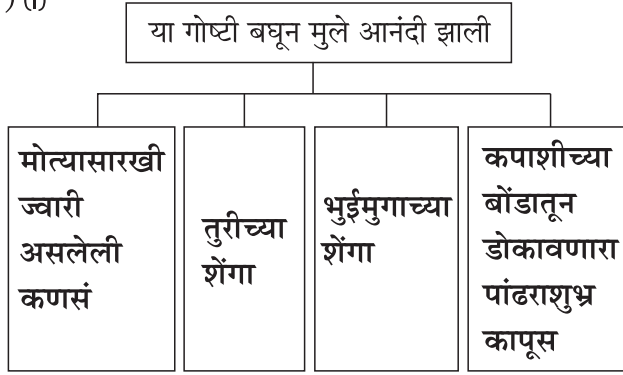 ) (i)
या गोष्टी बघून मुले आनंदी झाली
मोत्यासारखी
ज्वारी
असलेली
कणसं
तुरीच्या
शेंगा
भुईमुगाच्या
शेंगा
कपाशीच्या
बोंडातून
डोकावणारा
पांढराशुभ्र
कापूस